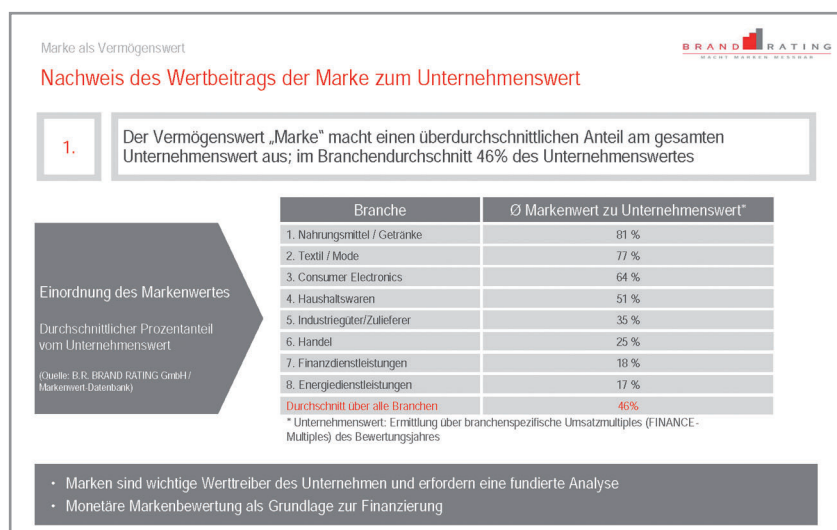 Marke als Vermögenswert
BRAND RATING
MACHT MARKEN MESSBAR
Nachweis des Wertbeitrags der Marke zum Unternehmenswert
1.
Der Vermögenswert „Marke" macht einen überdurchschnittlichen Anteil am gesamten
Unternehmenswert aus; im Branchendurchschnitt 46% des Unternehmenswertes
Einordnung des Markenwertes
Durchschnittlicher Prozentanteil
vom Unternehmenswert
(Quelle: B.R. BRAND RATING GmbH /
Markenwert-Datenbank)
Branche Ø Markenwert zu Unternehmenswert*
1. Nahrungsmittel / Getränke 81 %
2. Textil / Mode 77 %
3. Consumer Electronics 64 %
4. Haushaltswaren 51 %
5. Industriegüter/Zulieferer 35 %
6. Handel 25 %
7. Finanzdienstleistungen 18 %
8. Energiedienstleistungen 17 %
Durchschnitt über alle Branchen 46%
* Unternehmenswert: Ermittlung über branchenspezifische Umsatzmultiples (FINANCE-
Multiples) des Bewertungsjahres
• Marken sind wichtige Werttreiber des Unternehmen und erfordern eine fundierte Analyse
• Monetäre Markenbewertung als Grundlage zur Finanzierung